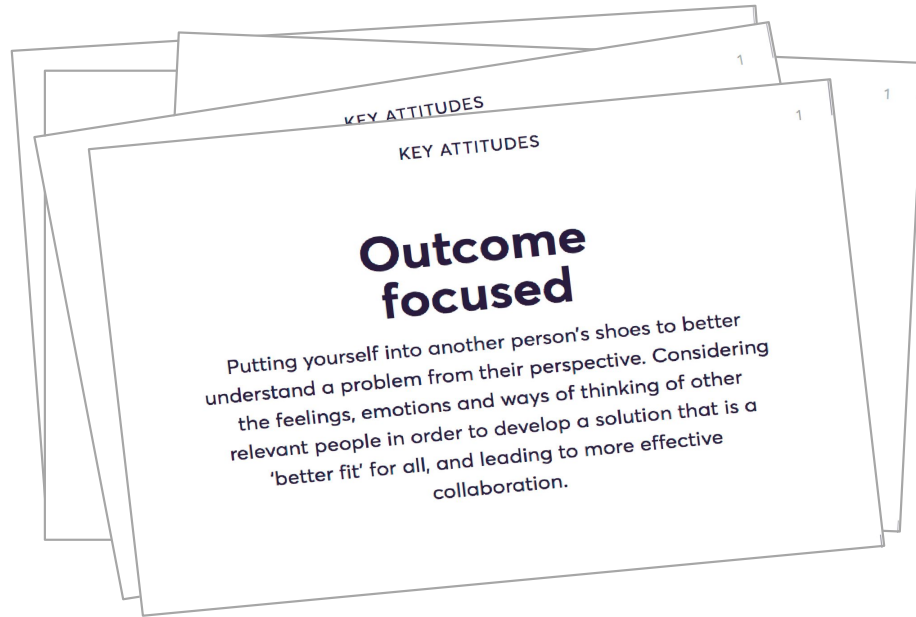 1
1
KEY ATTITUDES
1
KEY ATTITUDES
Outcome
focused
Putting yourself into another person's shoes to better
understand a problem from their perspective. Considering
the feelings, emotions and ways of thinking of other
relevant people in order to develop a solution that is a
‘better fit’ for all, and leading to more effective
collaboration.